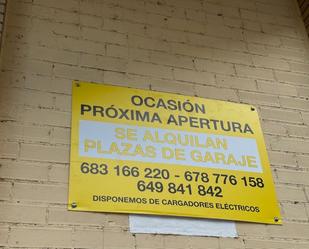 OCASIÓN
PRÓXIMA APERTURA
SE ALQUILAN
PLAZAS DE GARAJE
683 166 220 - 678 776 158
649 841 842
DISPONEMOS DE CARGADORES ELÉCTRICOS